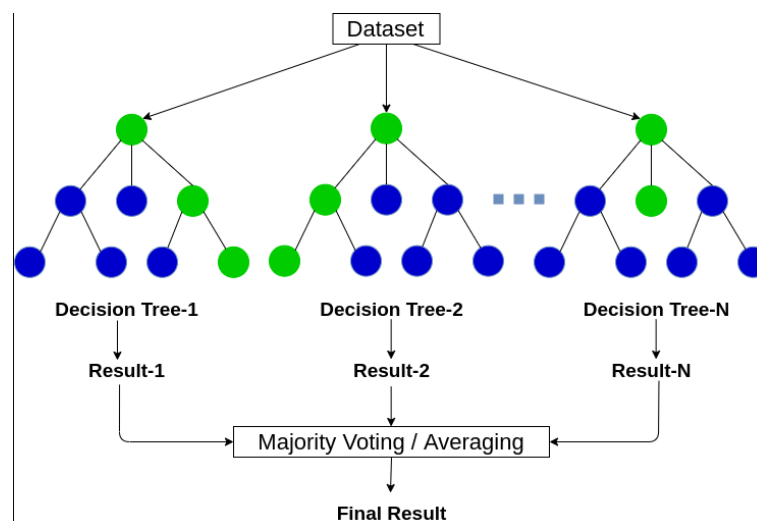 Dataset
Decision Tree-1
Decision Tree-2
Decision Tree-N
Result-1
Result-2
Result-N
Majority Voting / Averaging
Final Result